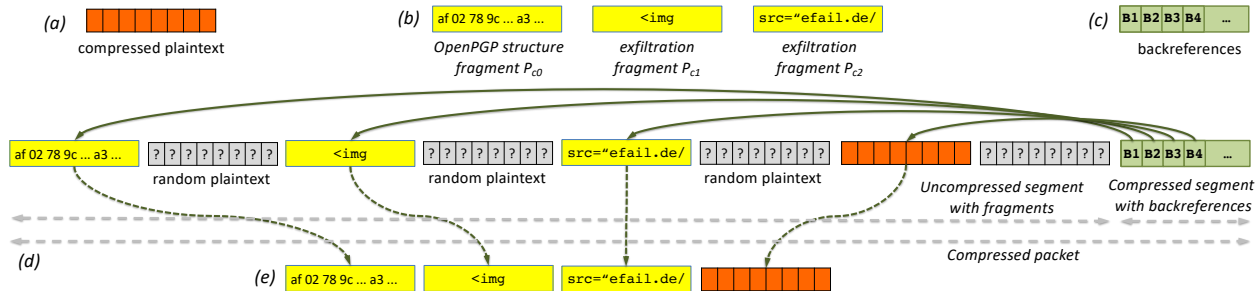 (a)
compressed plaintext
(b)
af 02 78 9c ... a3 ...
OpenPGP structure
fragment Pc0
<img
exfiltration
fragment Pc1
src="efail.de/
exfiltration
fragment Pc2
(c)
B1 B2 B3 B4 ...
backreferences
af 02 78 9c ... a3 ...
? ? ? ? ? ? ? ?
random plaintext
<img
? ? ? ? ? ? ? ?
random plaintext
src="efail.de/
? ? ? ? ? ? ? ?
random plaintext
? ? ? ? ? ? ? ?
Uncompressed segment
with fragments
B1 B2 B3 B4 ...
Compressed segment
with backreferences
(d)
Compressed packet
(e)
af 02 78 9c ... a3 ...
<img
src="efail.de/